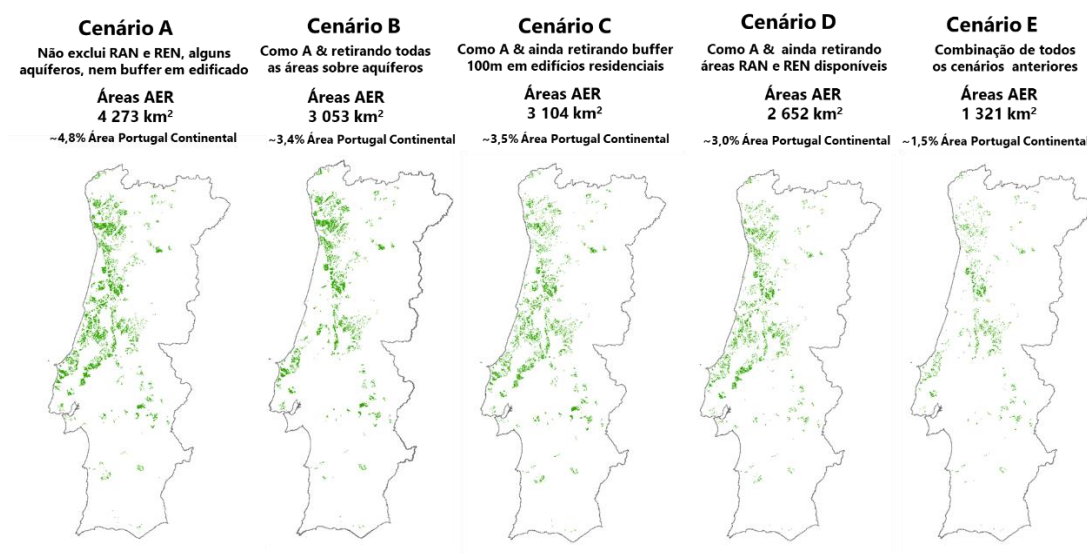 Cenário A
Não exclui RAN e REN, alguns
aquíferos, nem buffer em edificado
Áreas AER
4 273 km²
~4,8% Área Portugal Continental
Cenário B
Como A & retirando todas
as áreas sobre aquíferos
Áreas AER
3 053 km²
~3,4% Área Portugal Continental
Cenário C
Como A & ainda retirando buffer
100m em edifícios residenciais
Áreas AER
3 104 km²
~3,5% Área Portugal Continental
Cenário D
Como A & ainda retirando
áreas RAN e REN disponíveis
Áreas AER
2 652 km²
~3,0% Área Portugal Continental
Cenário E
Combinação de todos
os cenários anteriores
Áreas AER
1 321 km²
~1,5% Área Portugal Continental